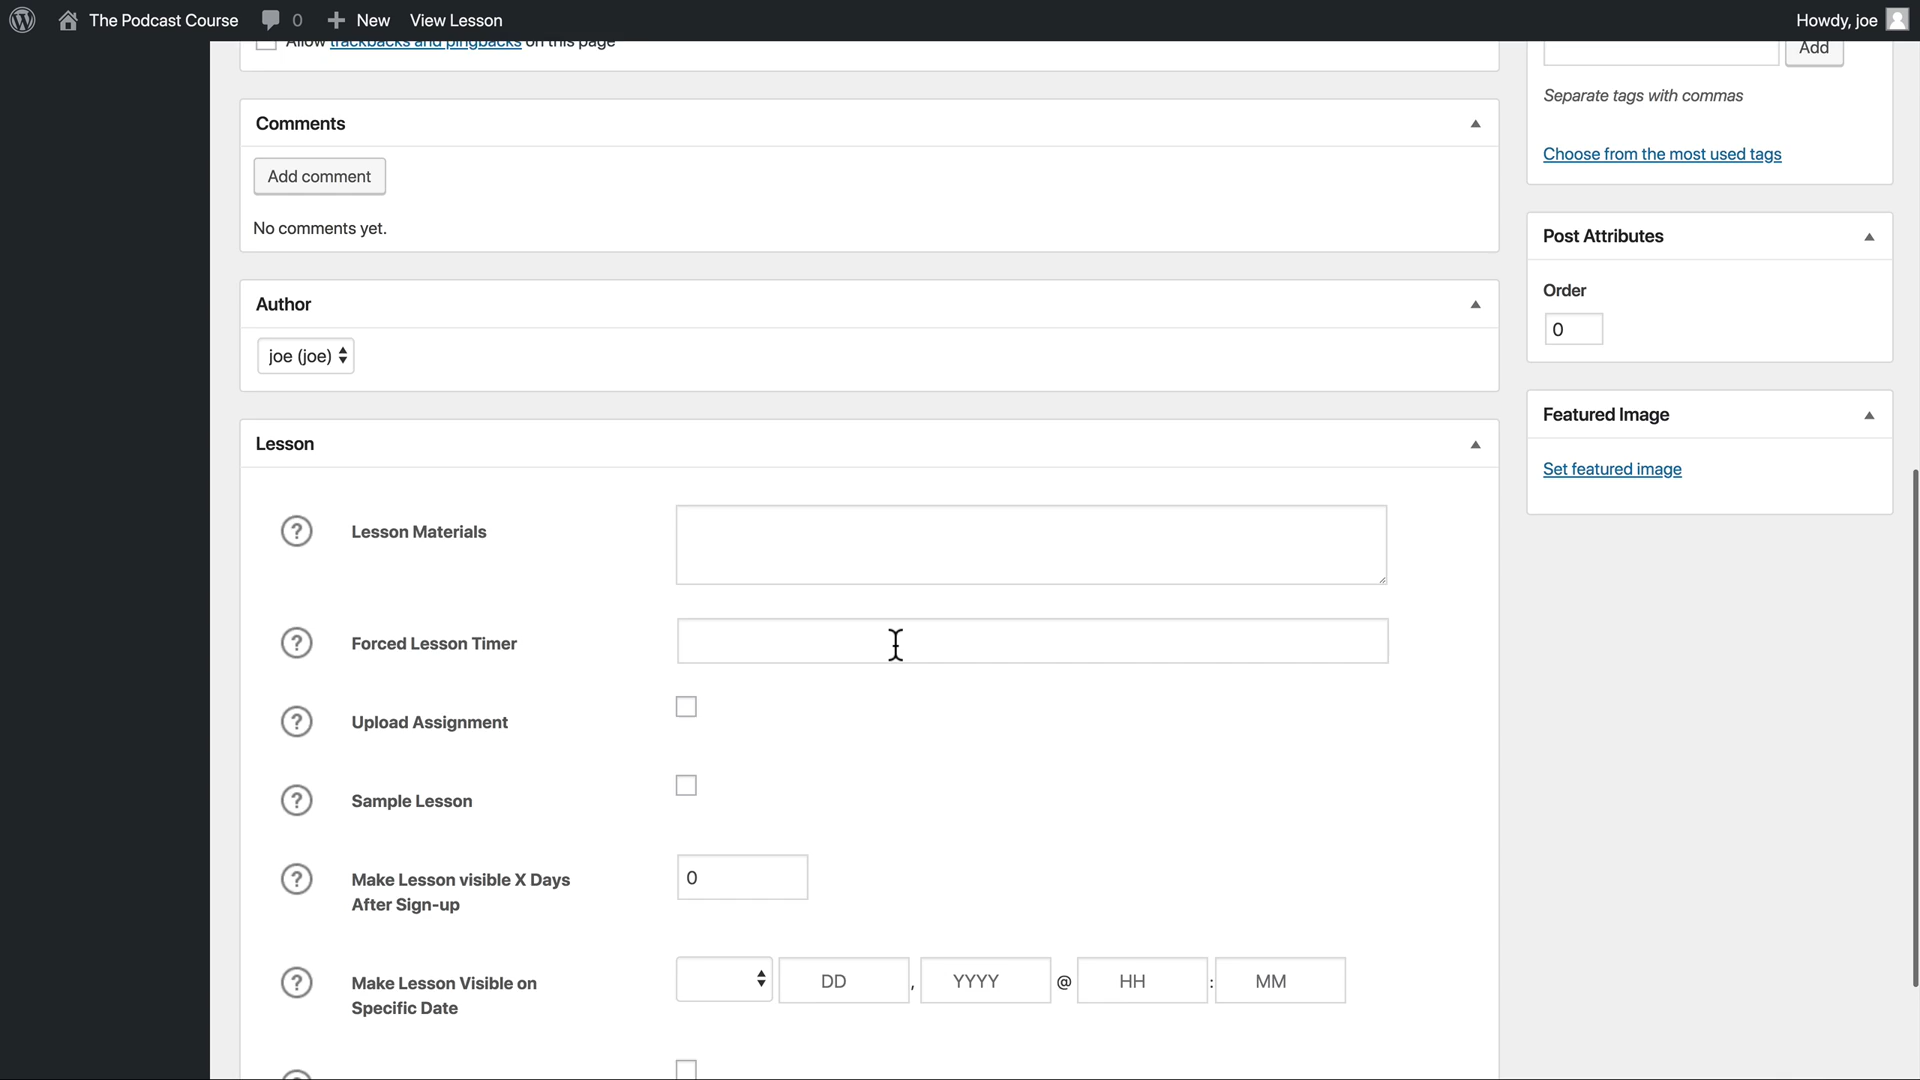 The Podcast Course 0 New View Lesson Howdy, joe
Allow trackbacks and pingbacks on this page
Add
Separate tags with commas
Choose from the most used tags
Comments
Add comment
No comments yet.
Post Attributes
Order
0
Author
joe (joe)
Featured Image
Set featured image
Lesson
? Lesson Materials
? Forced Lesson Timer
? Upload Assignment
? Sample Lesson
? Make Lesson visible X Days
After Sign-up
0
? Make Lesson Visible on
Specific Date
DD , YYYY @ HH : MM